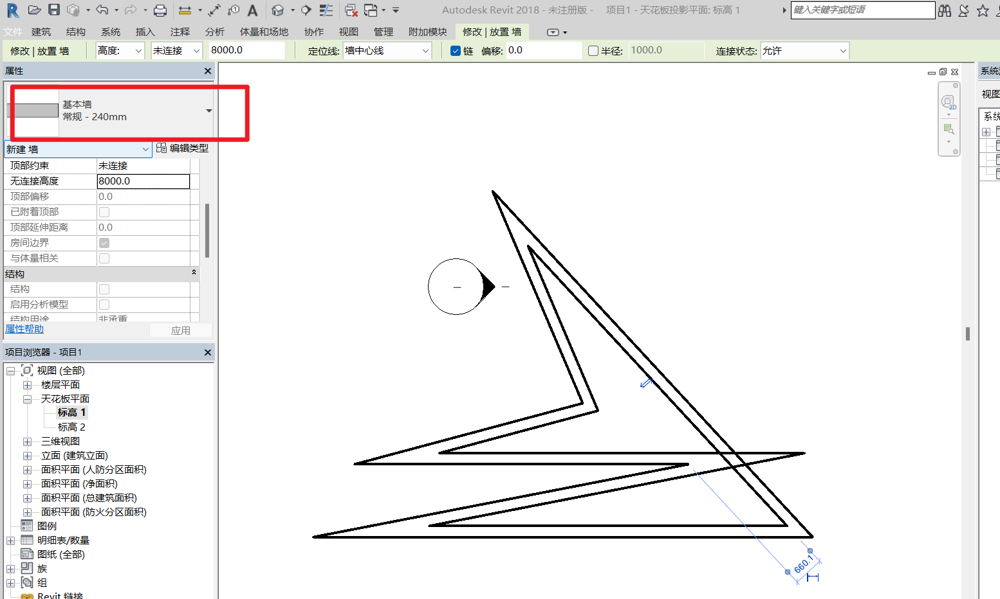 Autodesk Revit 2018 - 未注册版 - 项目1 - 天花板投影平面: 标高 1
键入关键字或短语
文件 建筑 结构 系统 插入 注释 分析 体量和场地 协作 视图 管理 附加模块 修改 | 放置 墙
修改 | 放置 墙 高度: 未连接 8000.0 定位线: 墙中心线 链 偏移: 0.0 半径: 1000.0 连接状态: 允许
属性
基本墙
常规 - 240mm
新建 墙 编辑类型
顶部约束 未连接
无连接高度 8000.0
顶部偏移 0.0
已附着顶部
顶部延伸距离 0.0
房间边界
与体量相关
结构
结构
启用分析模型
结构用途 非承重
属性帮助 应用
项目浏览器 - 项目1
视图 (全部)
楼层平面
天花板平面
标高 1
标高 2
三维视图
立面 (建筑立面)
面积平面 (人防分区面积)
面积平面 (净面积)
面积平面 (总建筑面积)
面积平面 (防火分区面积)
图例
明细表/数量
图纸 (全部)
族
组
Revit 链接
660.1
2D
系统
视图
系统